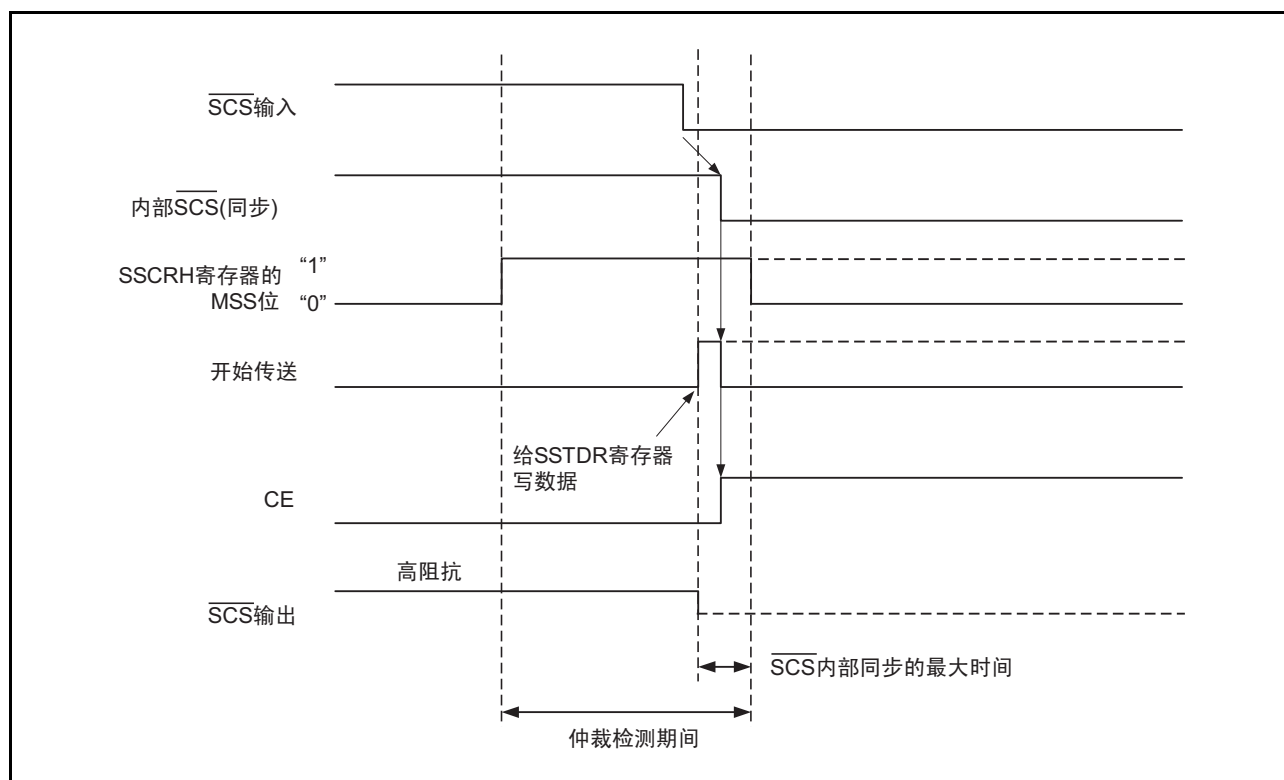 SCS输入
内部SCS(同步)
SSCRH寄存器的 “1”
MSS位 “0”
开始传送
给SSTDR寄存器
写数据
CE
高阻抗
SCS输出
SCS内部同步的最大时间
仲裁检测期间